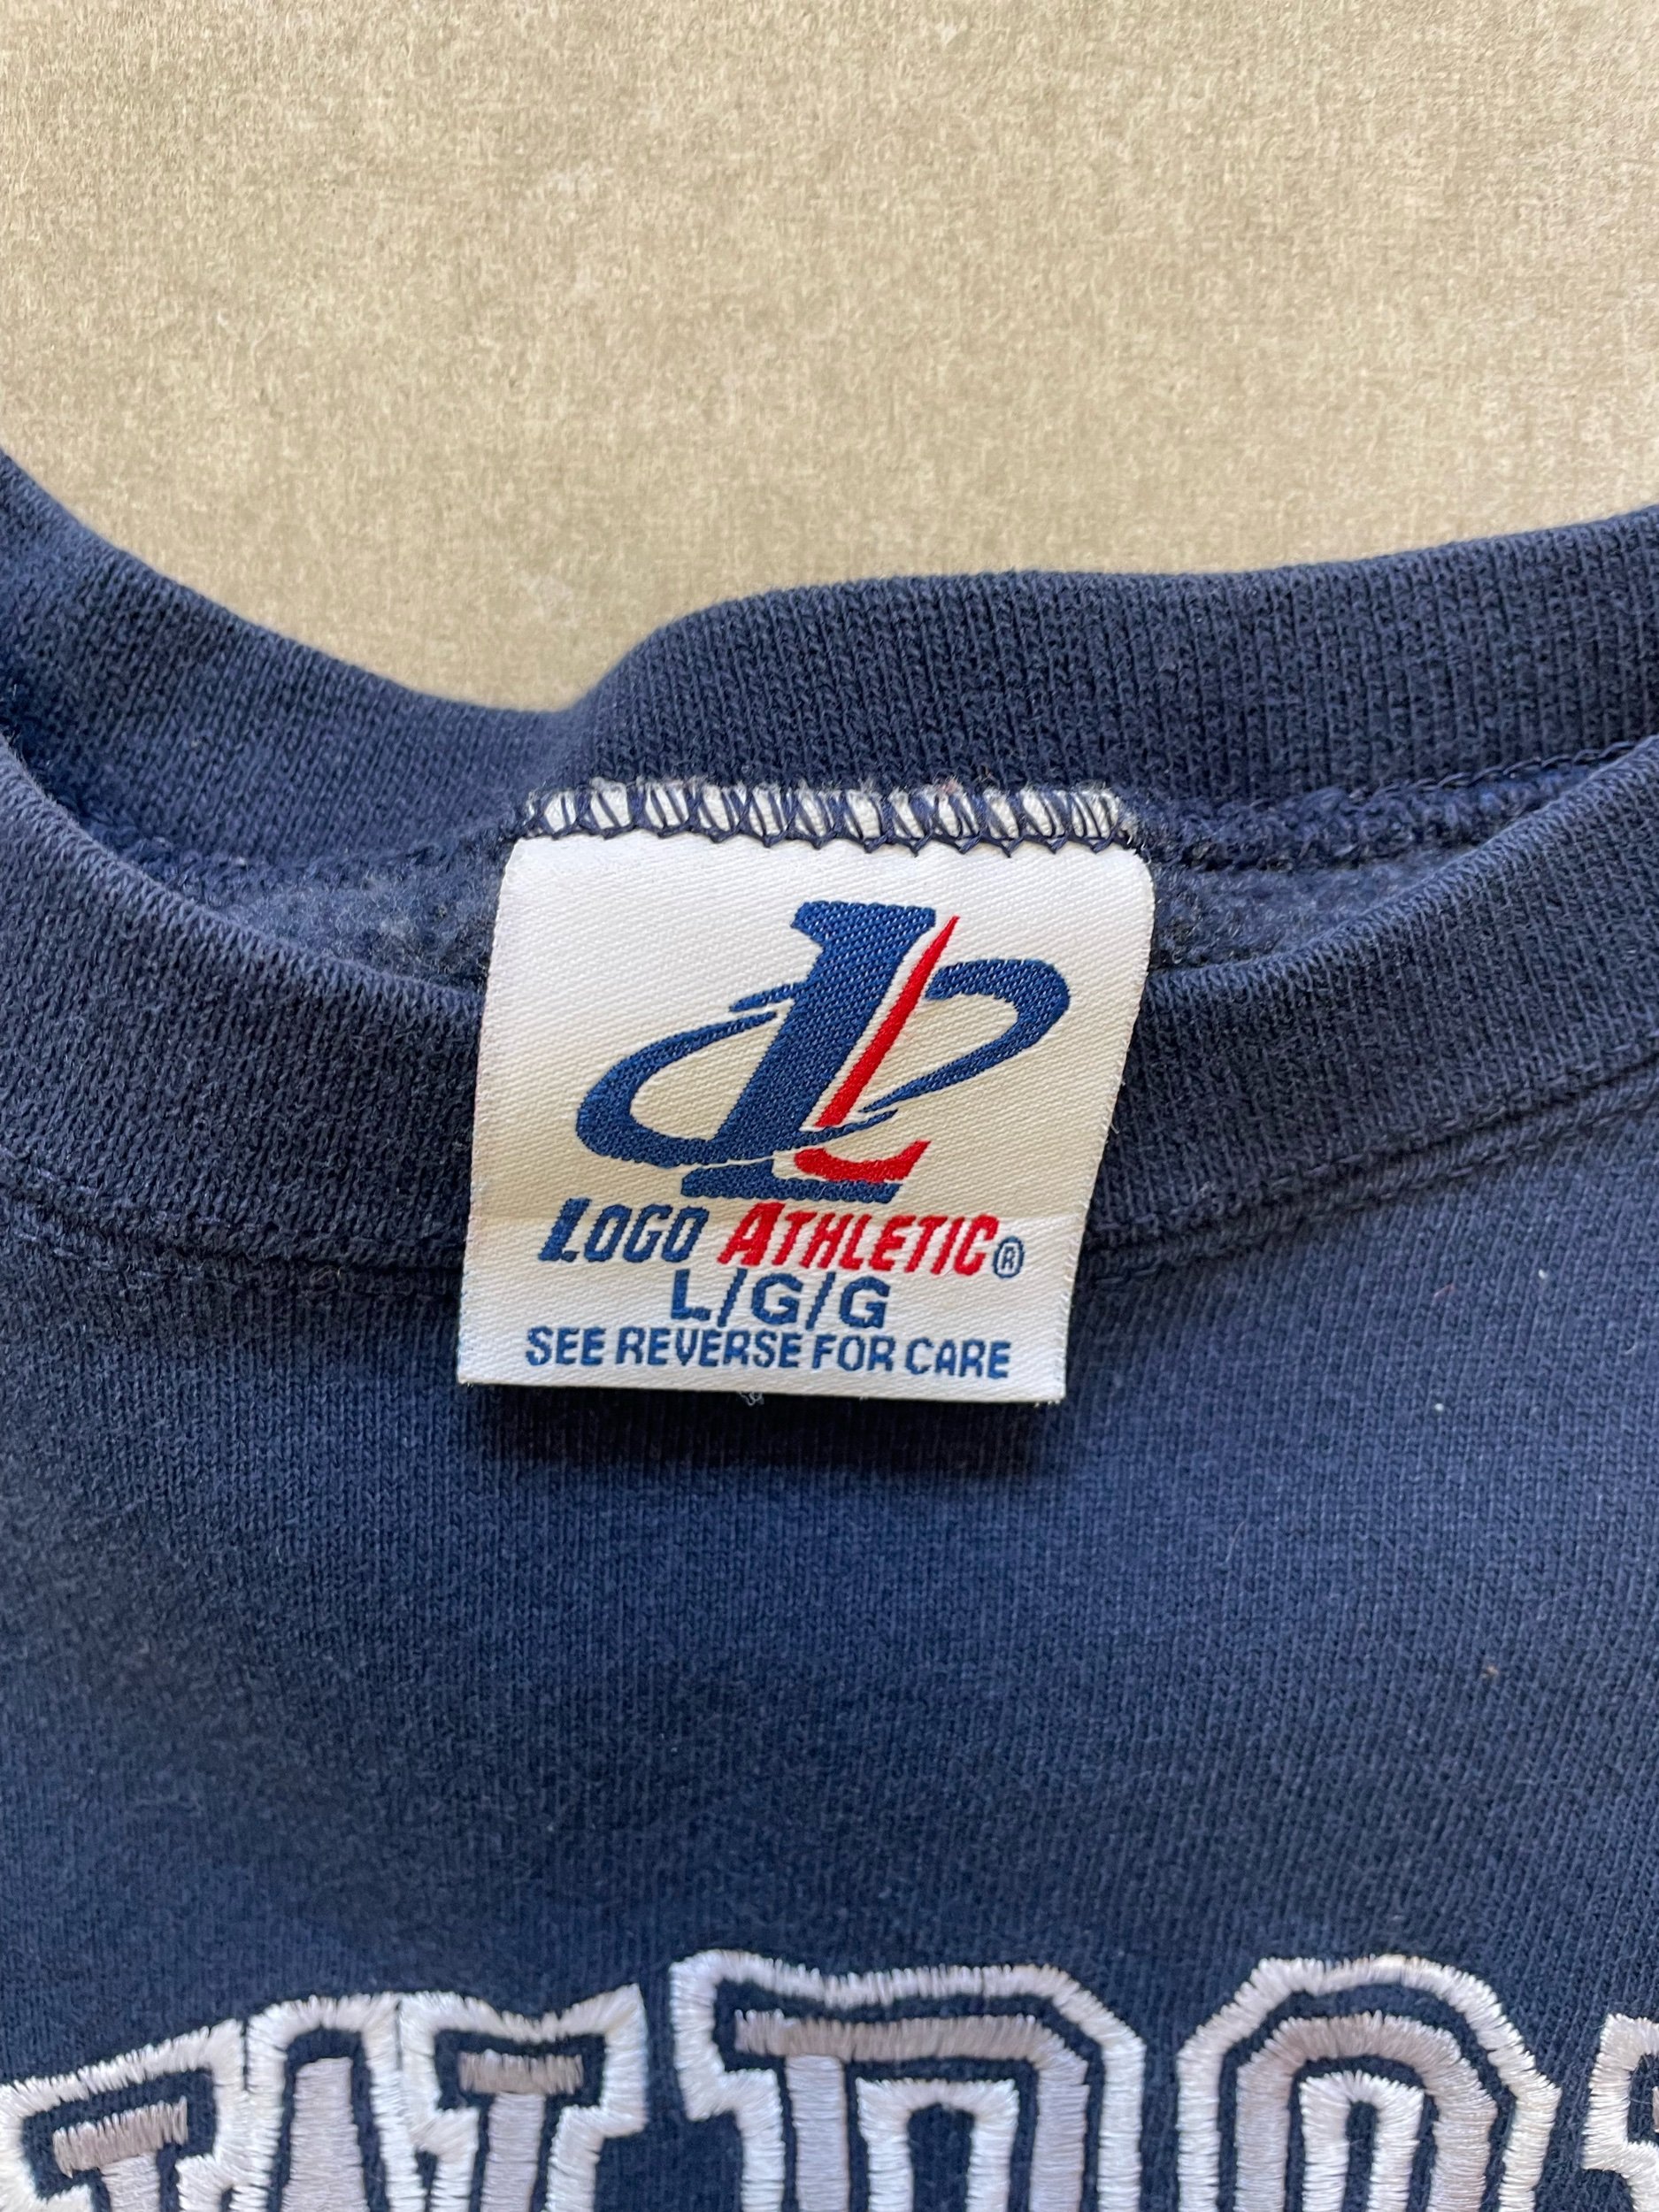 LOGO ATHLETIC®
L/G/G
SEE REVERSE FOR CARE